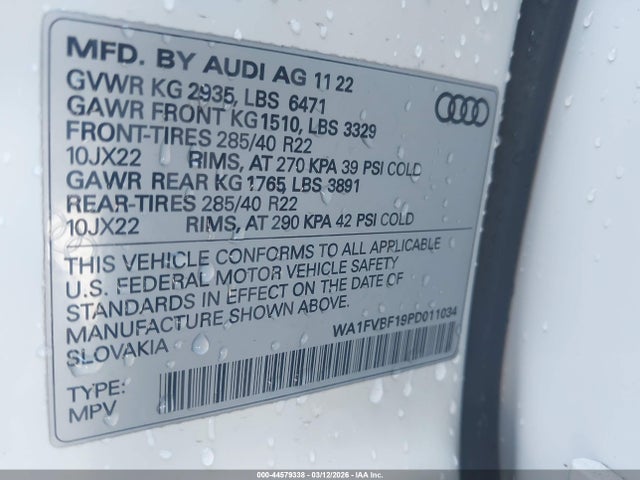 MFD. BY AUDI AG 11 22
GVWR KG 2935, LBS 6471
GAWR FRONT KG1510, LBS 3329
FRONT-TIRES 285/40 R22
10JX22 RIMS, AT 270 KPA 39 PSI COLD
GAWR REAR KG 1765, LBS 3891
REAR-TIRES 285/40 R22
10JX22 RIMS, AT 290 KPA 42 PSI COLD
THIS VEHICLE CONFORMS TO ALL APPLICABLE
U.S. FEDERAL MOTOR VEHICLE SAFETY
STANDARDS IN EFFECT ON THE DATE OF
MANUFACTURE SHOWN ABOVE.
SLOVAKIA WA1FVBF19PD011034
TYPE:
MPV
000-44579338 - 03/12/2026 - IAAI Inc.